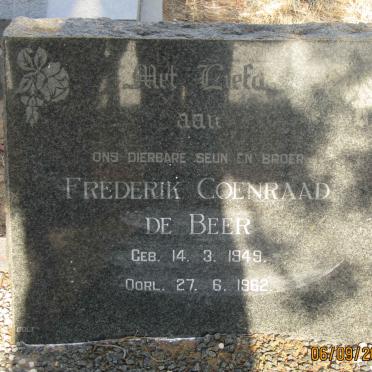 Met Liefde
aan
ONS DIERBARE SEUN EN BROER
FREDERIK COENRAAD
DE BEER
GEB. 14. 3. 1949.
OORL. 27. 6. 1962.
06/09/2